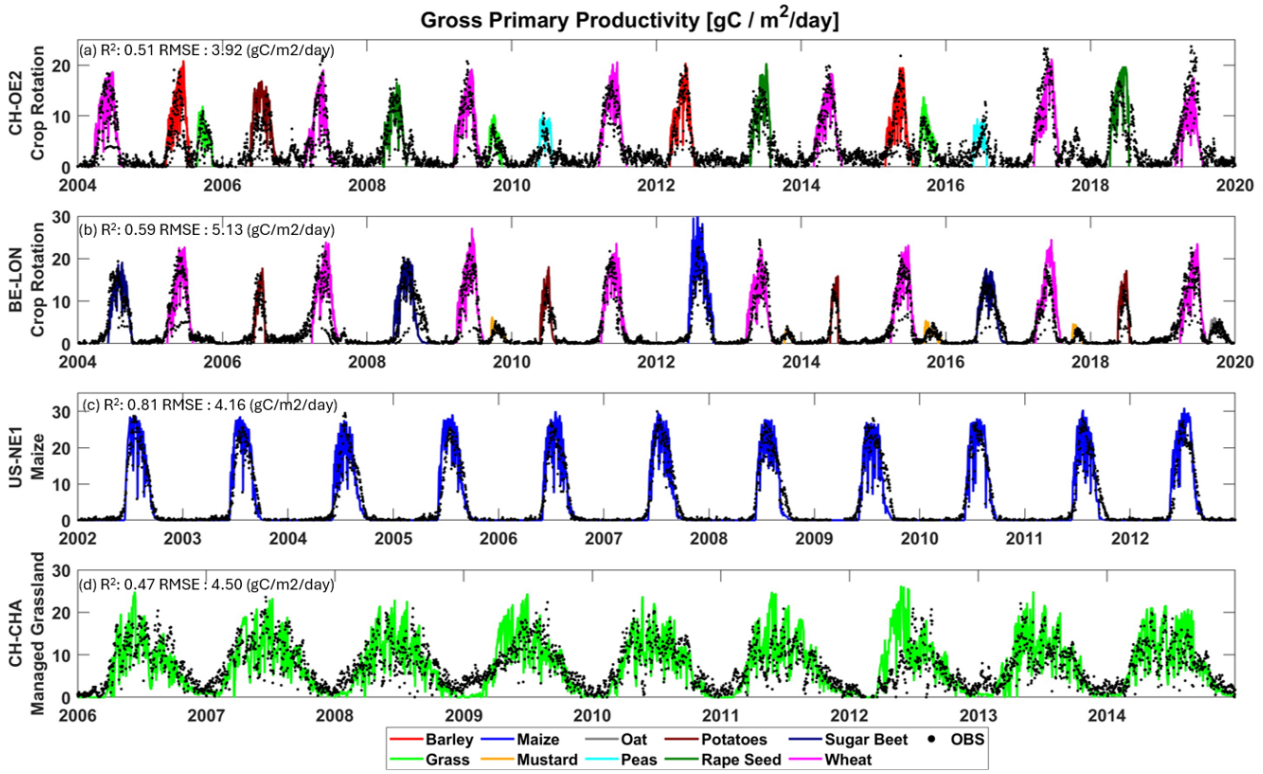 Gross Primary Productivity [gC / m²/day]
(a) R²: 0.51 RMSE : 3.92 (gC/m2/day)
CH-OE2
Crop Rotation
20
10
0
2004 2006 2008 2010 2012 2014 2016 2018 2020
(b) R²: 0.59 RMSE : 5.13 (gC/m2/day)
BE-LON
Crop Rotation
30
20
10
0
2004 2006 2008 2010 2012 2014 2016 2018 2020
(c) R²: 0.81 RMSE : 4.16 (gC/m2/day)
US-NE1
Maize
30
20
10
0
2002 2003 2004 2005 2006 2007 2008 2009 2010 2011 2012
(d) R²: 0.47 RMSE : 4.50 (gC/m2/day)
CH-CHA
Managed Grassland
30
20
10
0
2006 2007 2008 2009 2010 2011 2012 2013 2014
Barley Maize Oat Potatoes Sugar Beet OBS
Grass Mustard Peas Rape Seed Wheat